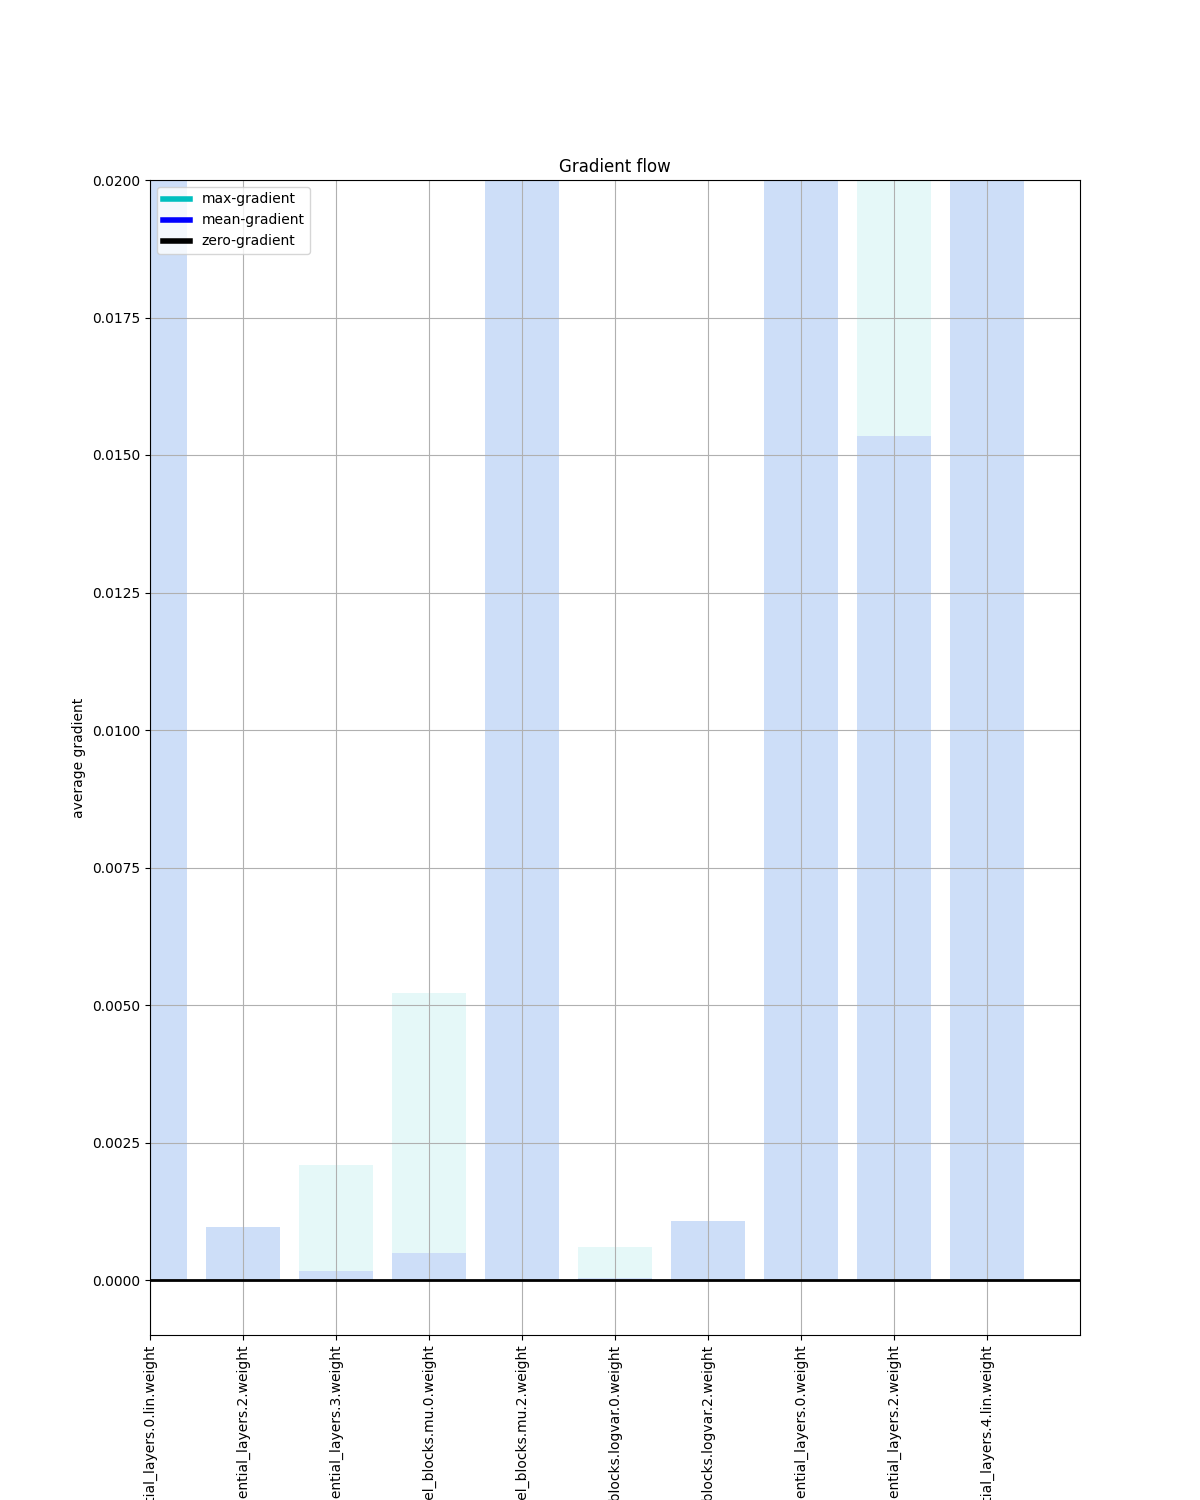 Gradient flow
max-gradient
mean-gradient
zero-gradient
0.0200
0.0175
0.0150
0.0125
0.0100
0.0075
0.0050
0.0025
0.0000
average gradient
tial_layers.0.lin.weight
ential_layers.2.weight
ential_layers.3.weight
el_blocks.mu.0.weight
el_blocks.mu.2.weight
blocks.logvar.0.weight
blocks.logvar.2.weight
ential_layers.0.weight
ential_layers.2.weight
tial_layers.4.lin.weight